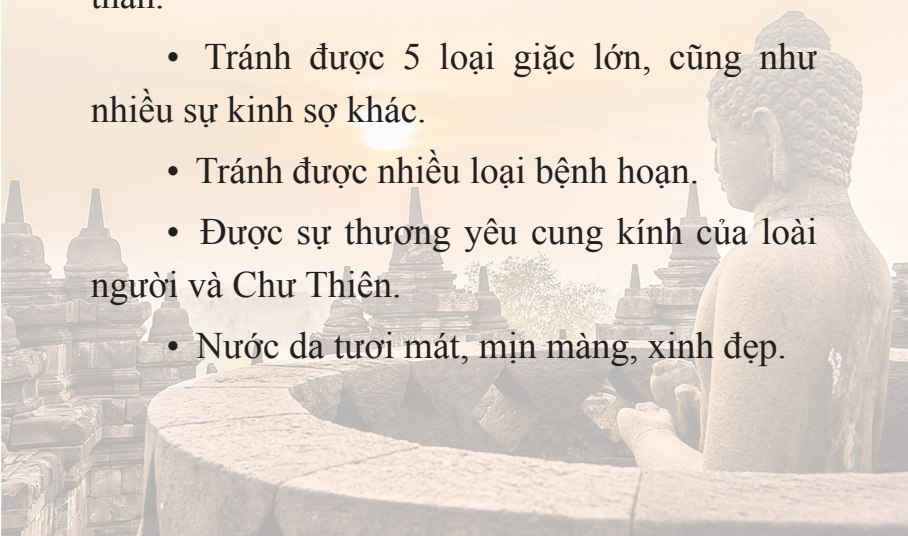 • Tránh được 5 loại giặc lớn, cũng như
nhiều sự kinh sợ khác.
• Tránh được nhiều loại bệnh hoạn.
• Được sự thương yêu cung kính của loài
người và Chư Thiên.
• Nước da tươi mát, mịn màng, xinh đẹp.